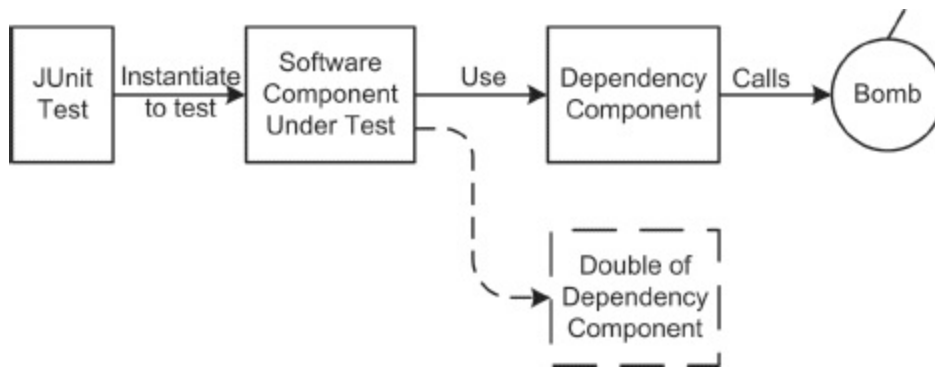 JUnit
Test
Instantiate
to test
Software
Component
Under Test
Use
Dependency
Component
Calls
Bomb
Double of
Dependency
Component